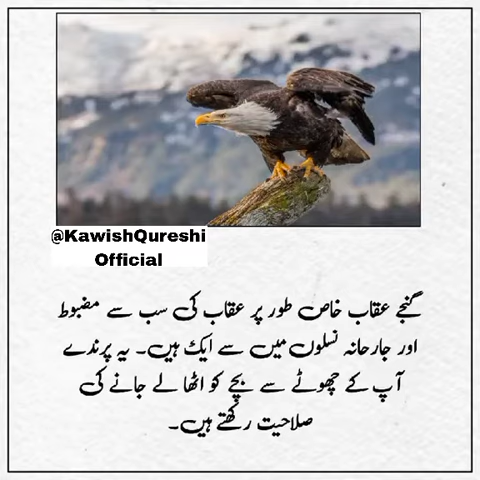 @KawishQureshi
Official
گنجے عقاب خاص طور پر عقاب کی سب سے مضبوط
اور جارحانہ نسلوں میں سے ایک ہیں۔ یہ پرندے
آپ کے چھوٹے سے بچے کو اٹھا لے جانے کی
صلاحیت رکھتے ہیں۔